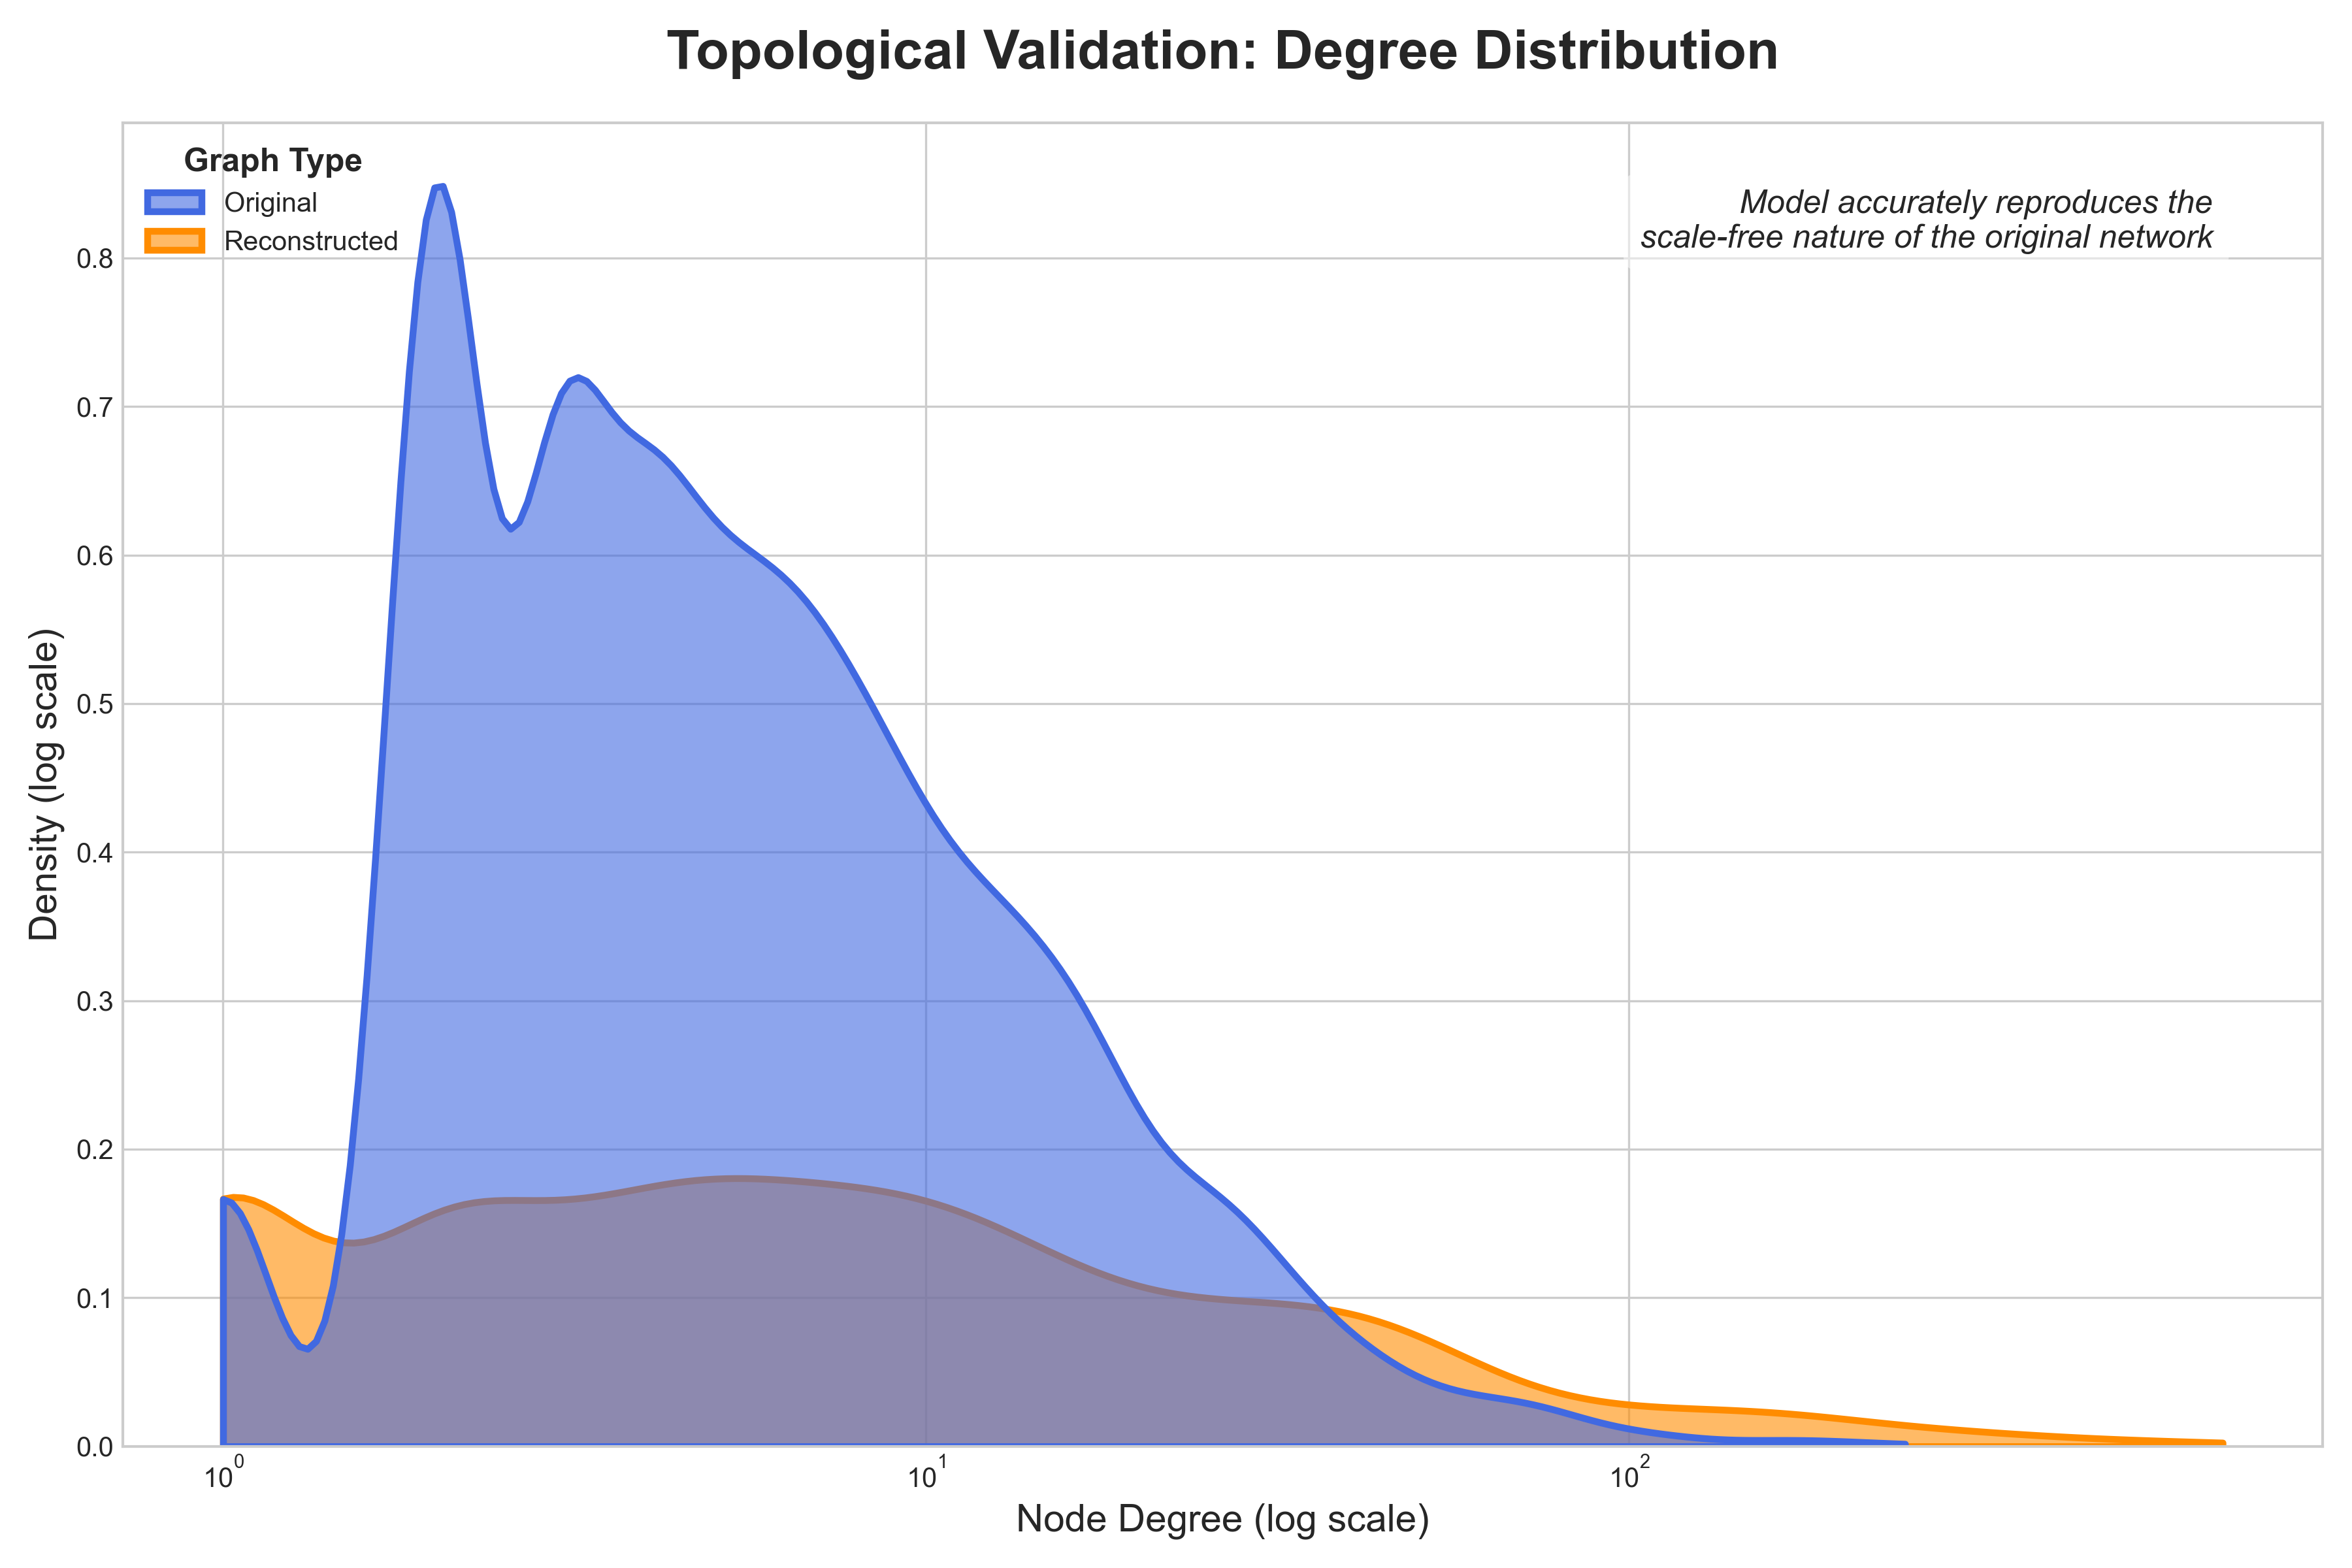 Topological Validation: Degree Distribution
Graph Type
Original
Reconstructed
Model accurately reproduces the
scale-free nature of the original network
0.8
0.7
0.6
0.5
0.4
0.3
0.2
0.1
0.0
Density (log scale)
10⁰ 10¹ 10²
Node Degree (log scale)